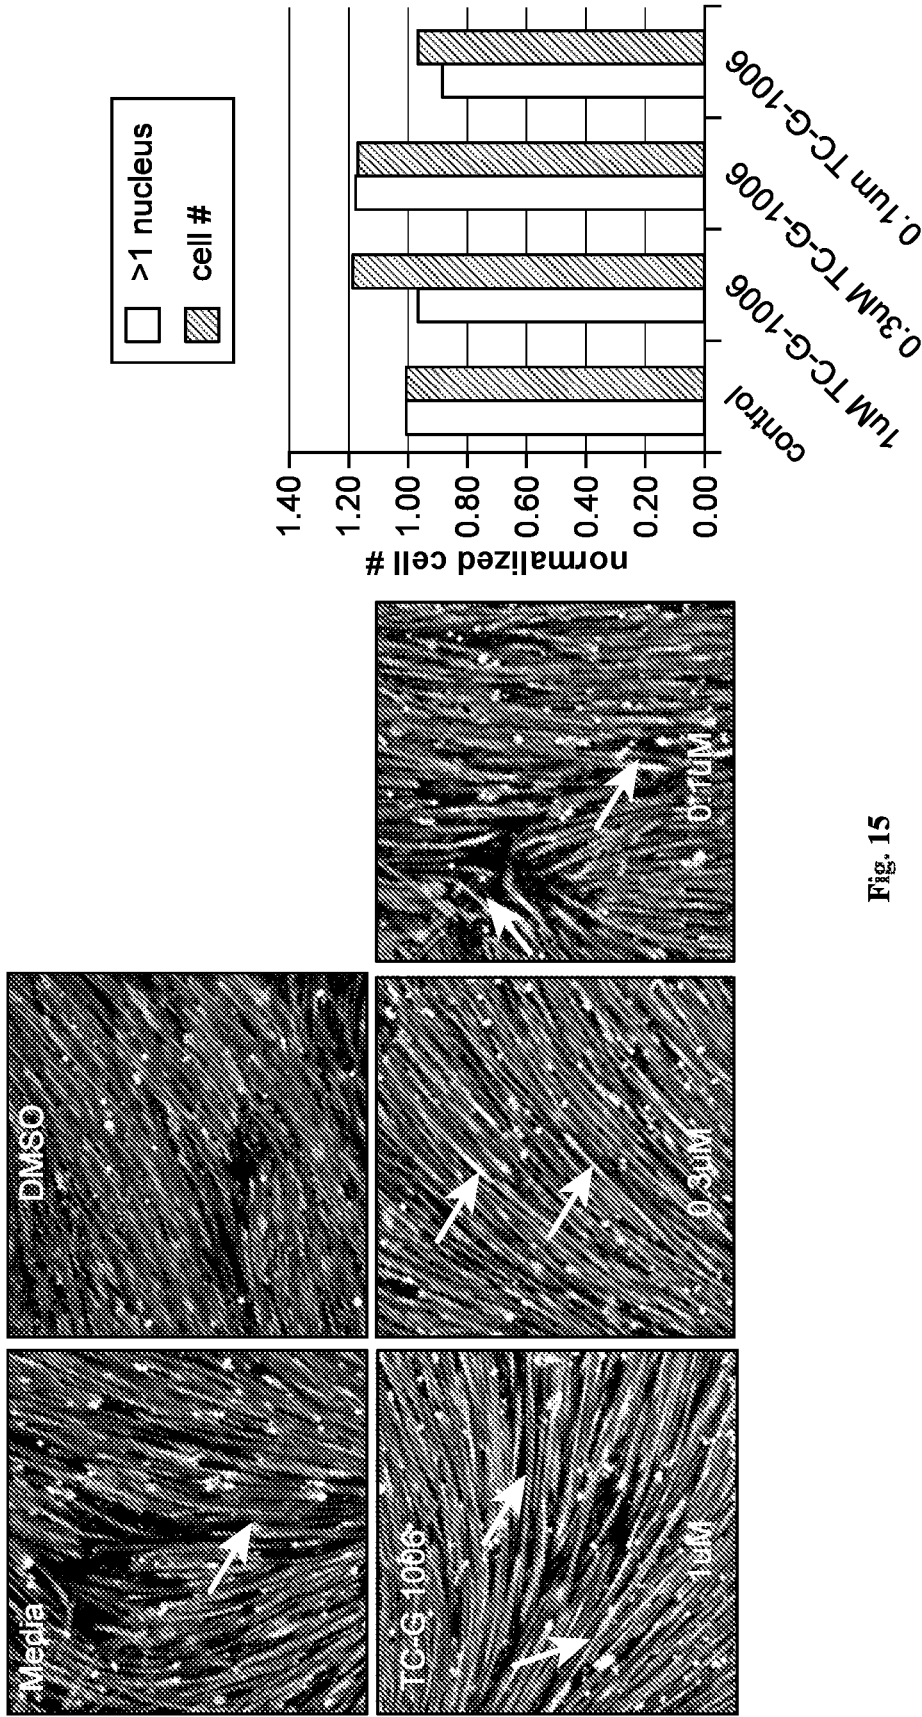 Media
DMSO
TC-G 1006
1uM
0.3uM
0.1uM
>1 nucleus
cell #
normalized cell #
1.40
1.20
1.00
0.80
0.60
0.40
0.20
0.00
control
1uM TC-G-1006
0.3uM TC-G-1006
0.1um TC-G-1006
Fig. 15